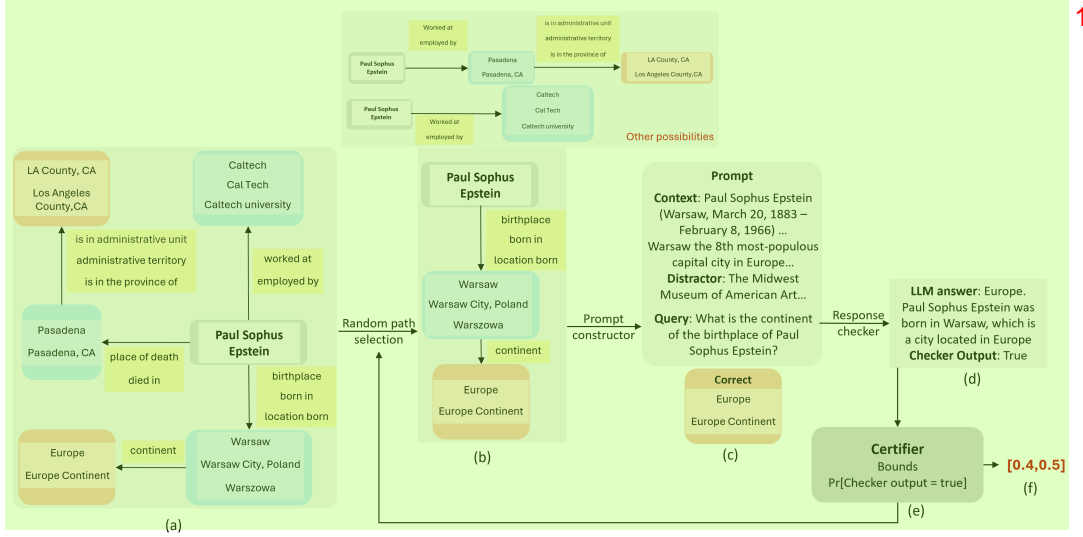 1
Worked at
employed by
is in administrative unit
administrative territory
is in the province of
Paul Sophus
Epstein
Pasadena
Pasadena, CA
LA County, CA
Los Angeles County,CA
Paul Sophus
Epstein
Worked at
employed by
Caltech
Cal Tech
Caltech university
Other possibilities
LA County, CA
Los Angeles
County,CA
Caltech
Cal Tech
Caltech university
is in administrative unit
administrative territory
is in the province of
worked at
employed by
Pasadena
Pasadena, CA
place of death
died in
Paul Sophus
Epstein
birthplace
born in
location born
Europe
Europe Continent
continent
Warsaw
Warsaw City, Poland
Warszowa
(a)
Random path
selection
Paul Sophus
Epstein
birthplace
born in
location born
Warsaw
Warsaw City, Poland
Warszowa
continent
Europe
Europe Continent
(b)
Prompt
constructor
Prompt
Context: Paul Sophus Epstein
(Warsaw, March 20, 1883 –
February 8, 1966) ...
Warsaw the 8th most-populous
capital city in Europe...
Distractor: The Midwest
Museum of American Art...
Query: What is the continent
of the birthplace of Paul
Sophus Epstein?
Correct
Europe
Europe Continent
(c)
Response
checker
LLM answer: Europe.
Paul Sophus Epstein was
born in Warsaw, which is
a city located in Europe
Checker Output: True
(d)
Certifier
Bounds
Pr[Checker output = true]
(e)
[0.4,0.5]
(f)